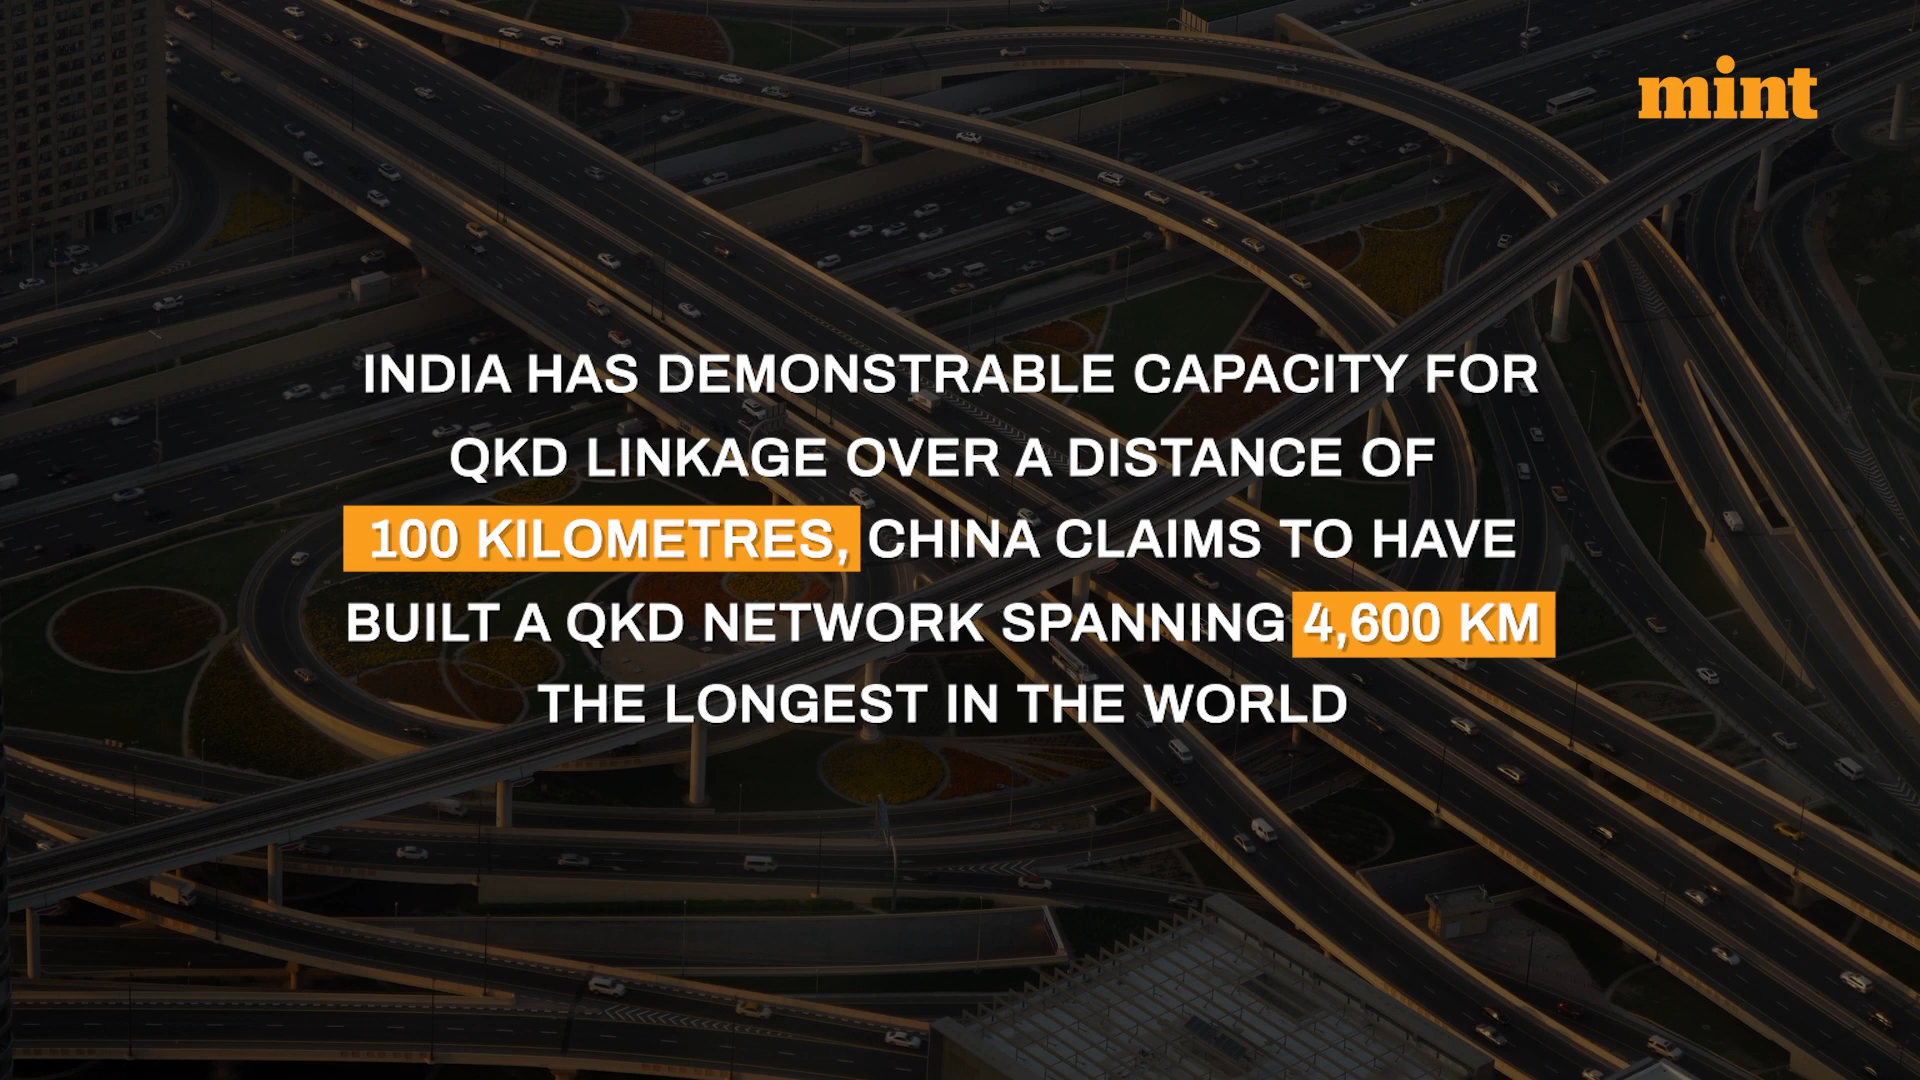 mint
INDIA HAS DEMONSTRABLE CAPACITY FOR
QKD LINKAGE OVER A DISTANCE OF
100 KILOMETRES, CHINA CLAIMS TO HAVE
BUILT A QKD NETWORK SPANNING 4,600 KM
THE LONGEST IN THE WORLD